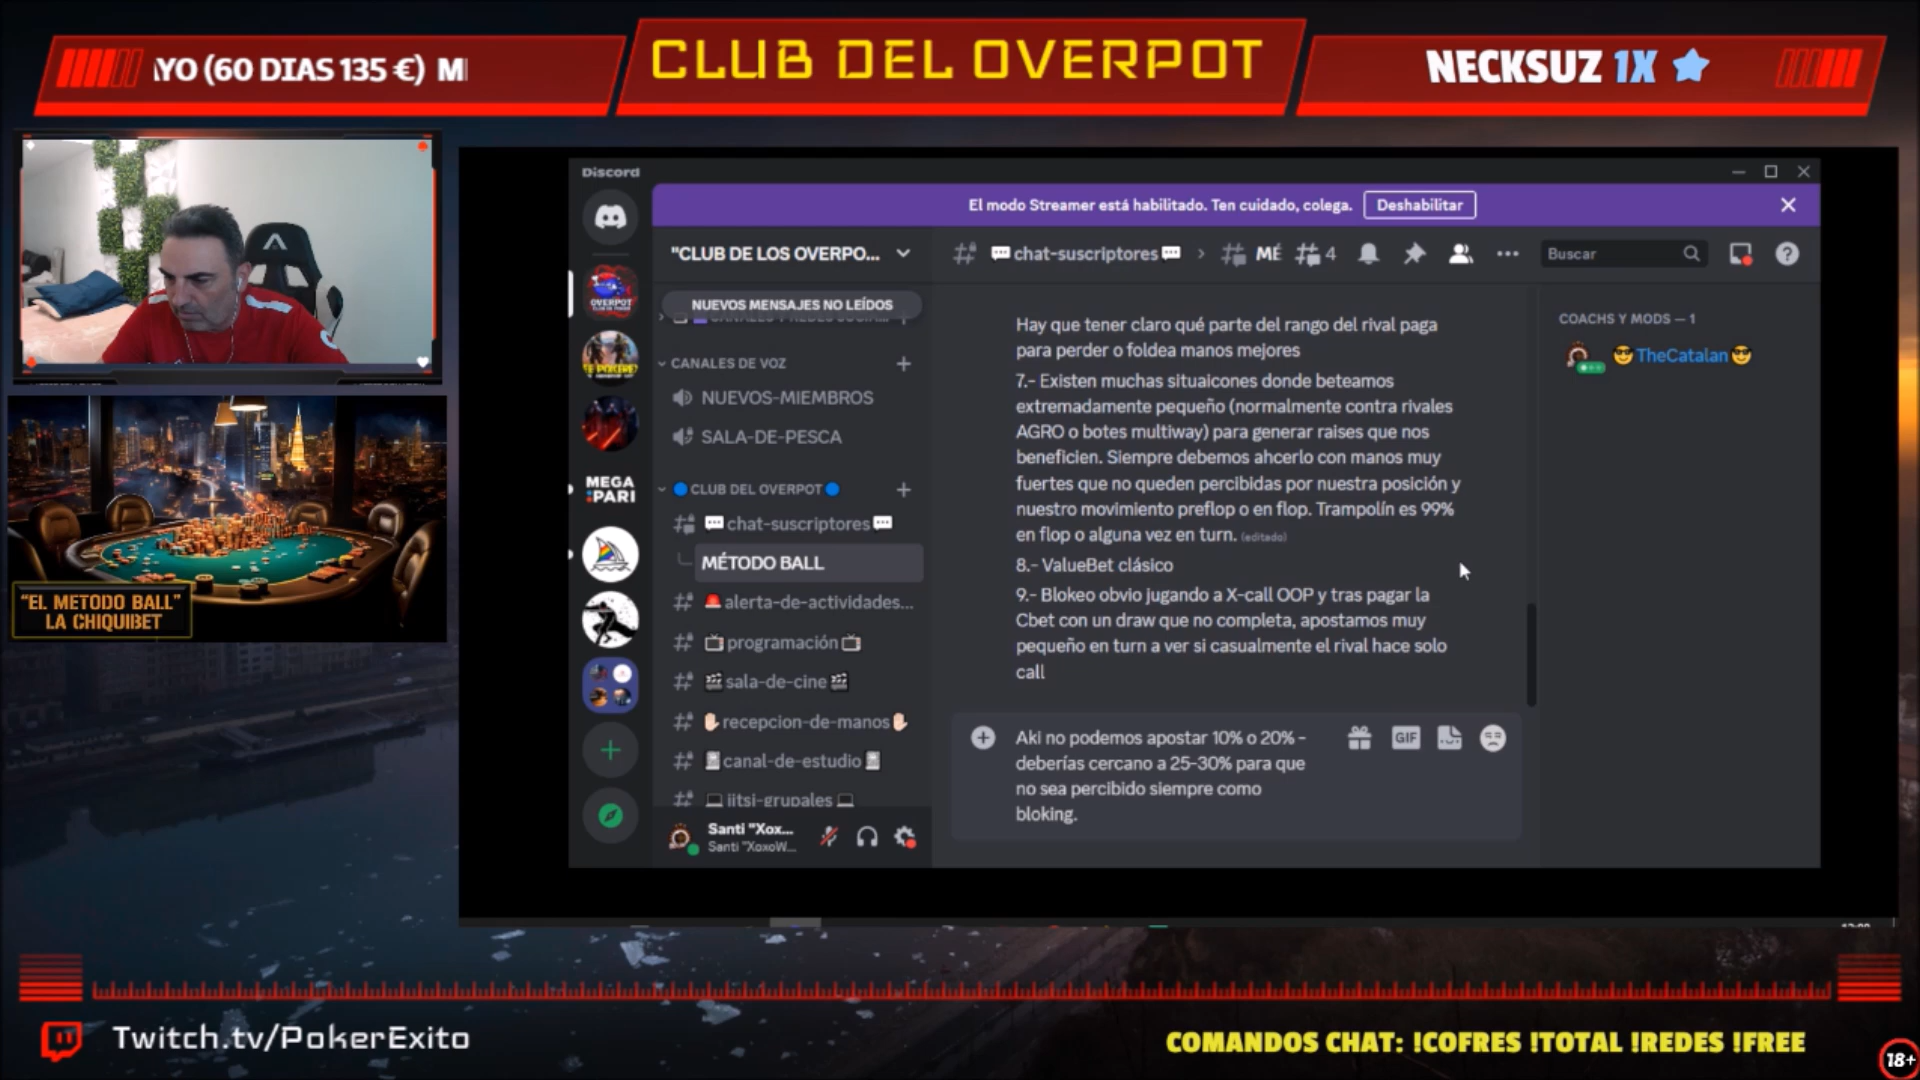 YO (60 DIAS 135 €) M
CLUB DEL OVERPOT
NECKSUZ 1X
Discord
El modo Streamer está habilitado. Ten cuidado, colega.
Deshabilitar
"CLUB DE LOS OVERPO...
chat-suscriptores
MÉ
4
Buscar
NUEVOS MENSAJES NO LEÍDOS
CANALES DE VOZ
NUEVOS-MIEMBROS
SALA-DE-PESCA
CLUB DEL OVERPOT
chat-suscriptores
MÉTODO BALL
alerta-de-actividades...
programación
sala-de-cine
recepcion-de-manos
canal-de-estudio
jitsi-grupales
Santi "Xox...
Santi "XoxoW...
OVERPOT
MEGA
PARI
Hay que tener claro qué parte del rango del rival paga
para perder o foldea manos mejores
7.- Existen muchas situaicones donde beteamos
extremadamente pequeño (normalmente contra rivales
AGRO o botes multiway) para generar raises que nos
beneficien. Siempre debemos ahcerlo con manos muy
fuertes que no queden percibidas por nuestra posición y
nuestro movimiento preflop o en flop. Trampolín es 99%
en flop o alguna vez en turn. (editado)
8.- ValueBet clásico
9.- Blokeo obvio jugando a X-call OOP y tras pagar la
Cbet con un draw que no completa, apostamos muy
pequeño en turn a ver si casualmente el rival hace solo
call
Aki no podemos apostar 10% o 20% -
deberías cercano a 25-30% para que
no sea percibido siempre como
bloking.
GIF
COACHS Y MODS — 1
TheCatalan
"EL METODO BALL"
LA CHIQUIBET
Twitch.tv/PokerExito
COMANDOS CHAT: !COFRES !TOTAL !REDES !FREE
18+